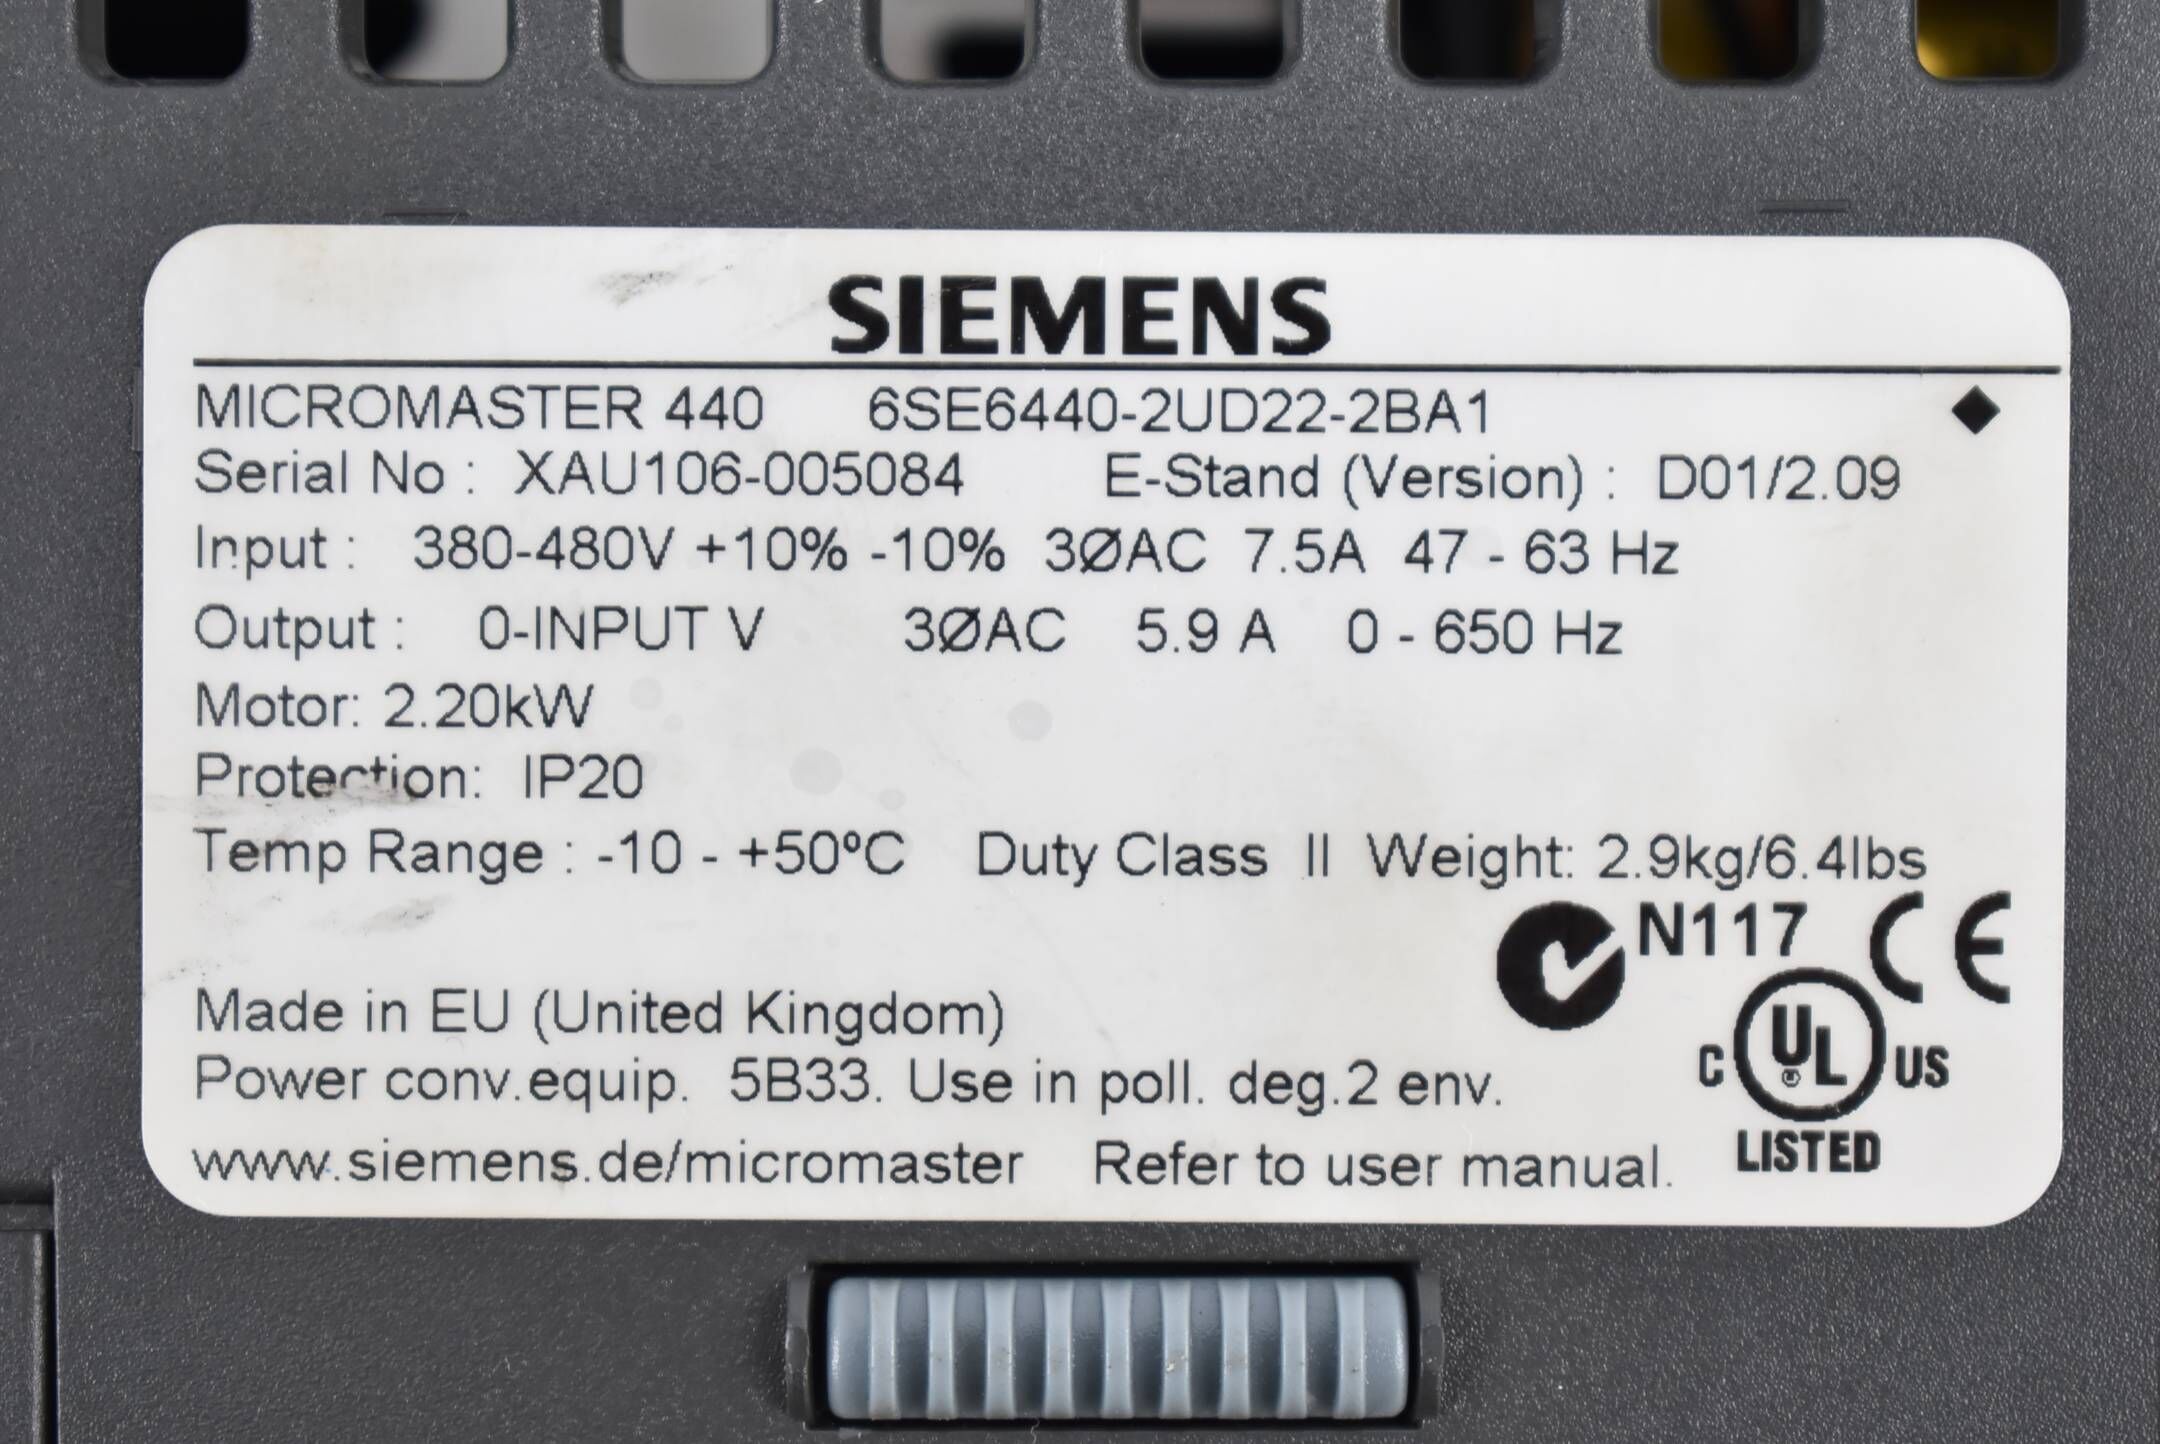 SIEMENS
MICROMASTER 440 6SE6440-2UD22-2BA1
Serial No : XAU106-005084 E-Stand (Version) : D01/2.09
Input : 380-480V +10% -10% 3ØAC 7.5A 47 - 63 Hz
Output : 0-INPUT V 3ØAC 5.9 A 0 - 650 Hz
Motor: 2.20kW
Protection: IP20
Temp Range : -10 - +50ºC Duty Class II Weight: 2.9kg/6.4lbs
N117 CE
Made in EU (United Kingdom)
C UL US
Power conv.equip. 5B33. Use in poll. deg.2 env.
LISTED
www.siemens.de/micromaster Refer to user manual.